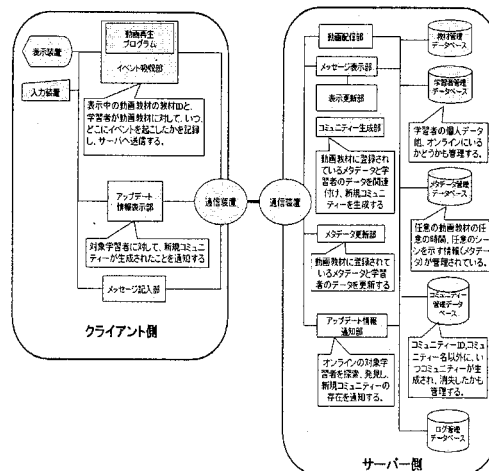 動画再生
プログラム
表示装置
イベント吸収部
入力装置
表示中の動画教材の教材IDと、
学習者が動画教材に対して、いつ、
どこにイベントを起こしたかを記録
し、サーバへ送信する。
アップデート
情報表示部
通信装置
対象学習者に対して、新規コミュニ
ティーが生成されたことを通知する
メッセージ記入部
クライアント側
動画配信部
メッセージ表示部
表示更新部
コミュニティー生成部
動画教材に登録され
ているメタデータと学
習者のデータを関連
付け、新規コミュニ
ティーを生成する
通信装置
メタデータ更新部
動画教材に登録されて
いるメタデータと学習
者のデータを更新する
アップデート情報
通知部
オンラインの対象学
習者を探索、発見し、
新規コミュニティーの
存在を通知する。
教材管理
データベース
学習者管理
データベース
学習者の個人データ
他、オンラインにいるか
どうかも管理する。
メタデータ管理
データベース
任意の動画教材の任
意の時間、任意のシー
ンを示す情報(メタデー
タ)が管理されている。
コミュニティー
管理データ
ベース
コミュニティーID、コミュ
ニティー名以外に、い
つコミュニティーが生
成され、消失したかも
管理する。
ログ管理
データベース
サーバー側